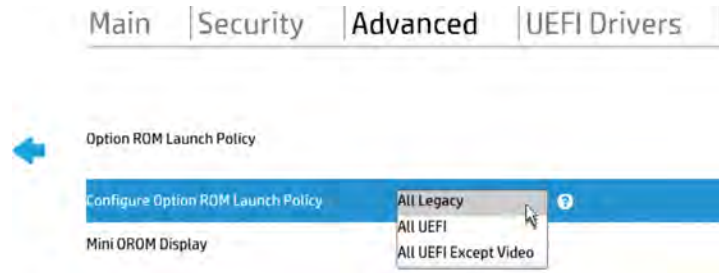 Main Security Advanced UEFI Drivers
Option ROM Launch Policy
Configure Option ROM Launch Policy All Legacy ?
All UEFI
Mini OROM Display
All UEFI Except Video